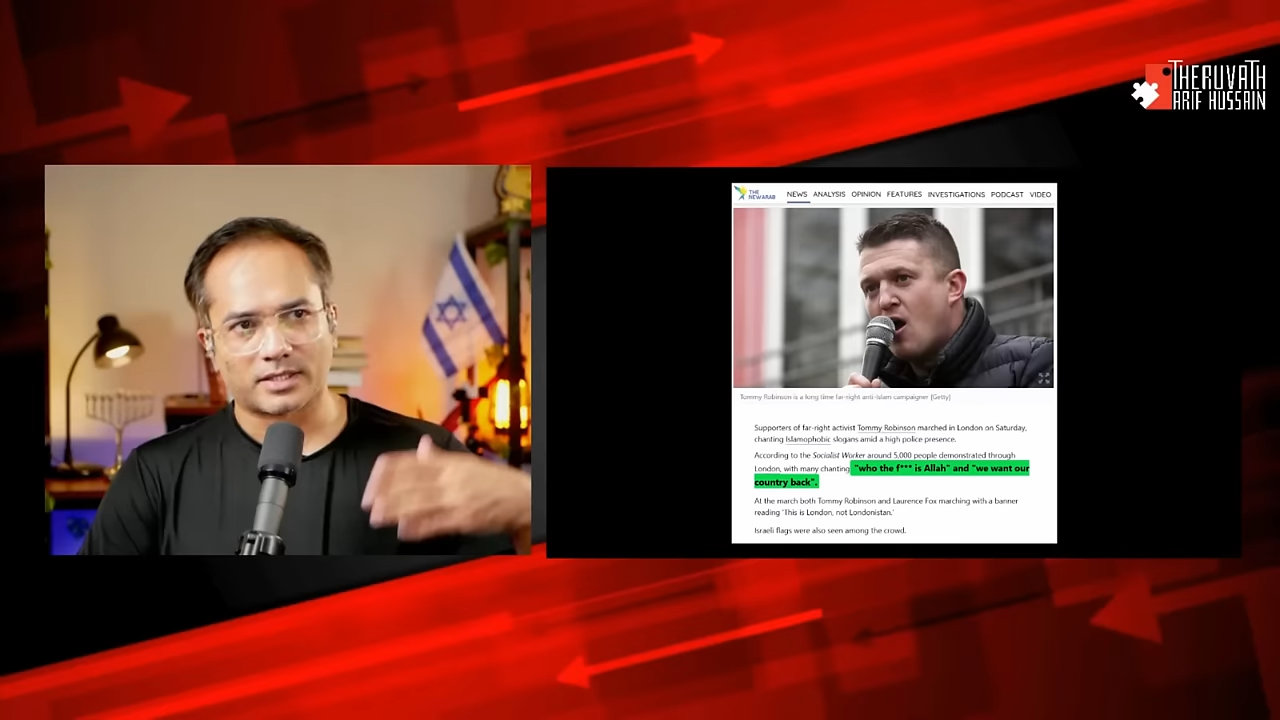 THERUVATH
ARIF HUSSAIN
THE
NEW ARAB
NEWS ANALYSIS OPINION FEATURES INVESTIGATIONS PODCAST VIDEO
Tommy Robinson is a long time far-right anti-Islam campaigner [Getty]
Supporters of far-right activist Tommy Robinson marched in London on Saturday,
chanting Islamophobic slogans amid a high police presence.
According to the Socialist Worker around 5,000 people demonstrated through
London, with many chanting "who the f*** is Allah" and "we want our
country back".
At the march both Tommy Robinson and Laurence Fox marching with a banner
reading 'This is London, not Londonistan.'
Israeli flags were also seen among the crowd.